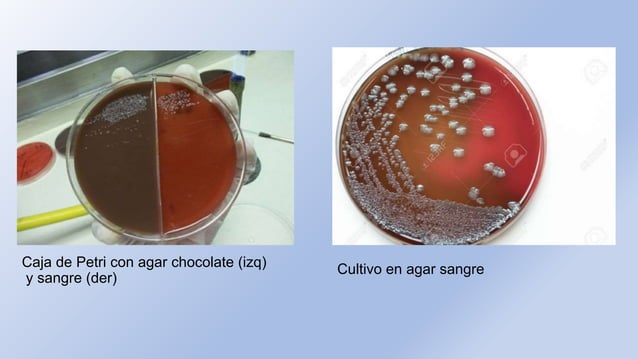 Caja de Petri con agar chocolate (izq)
y sangre (der)
Cultivo en agar sangre